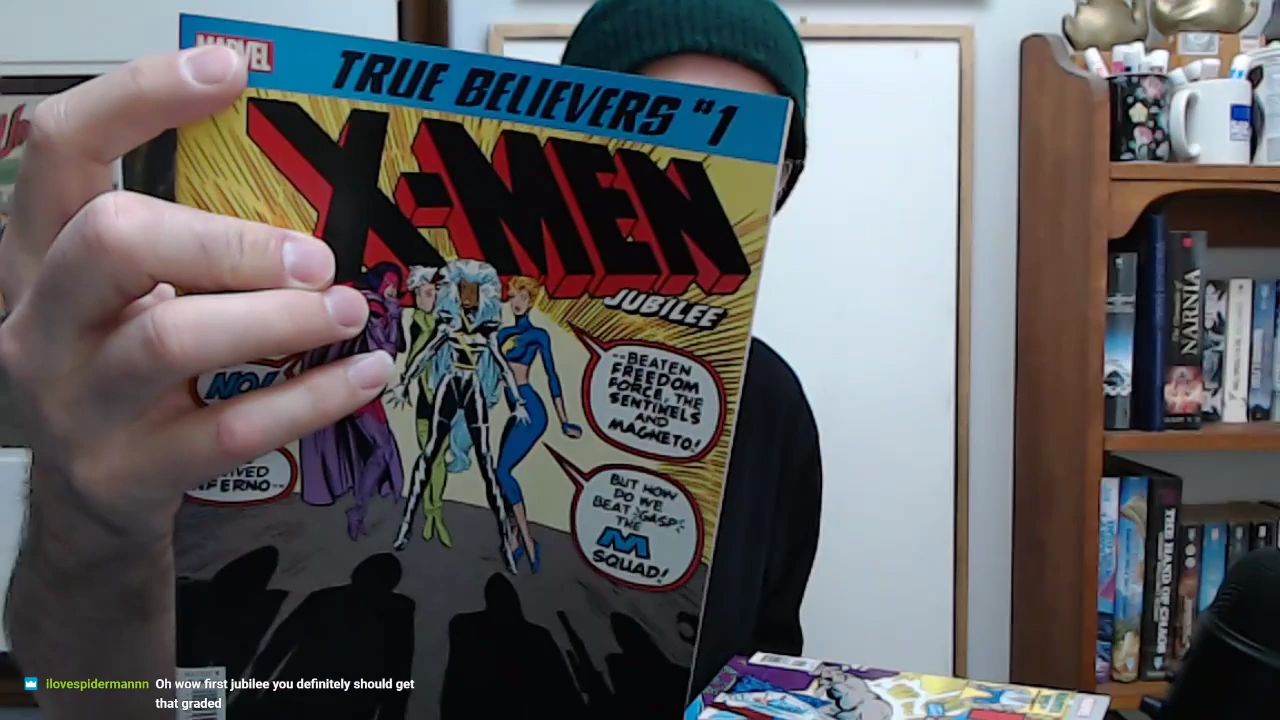 MARVEL
TRUE BELIEVERS #1
X-MEN
JUBILEE
NO!
--BEATEN
FREEDOM
FORCE, THE
SENTINELS
AND
MAGNETO!
INFERNO--
BUT HOW
DO WE
BEAT *GASP*
THE
M
SQUAD!
NARNIA
ilovespidermannn Oh wow first jubilee you definitely should get
that graded